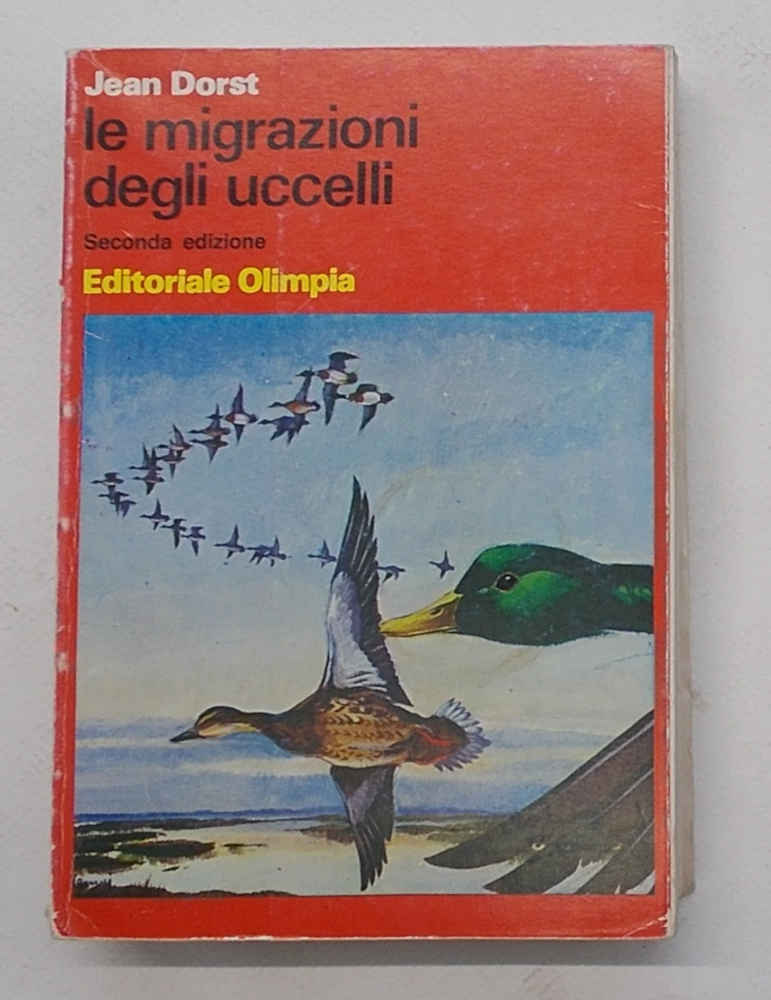 Jean Dorst
le migrazioni
degli uccelli
Seconda edizione
Editoriale Olimpia